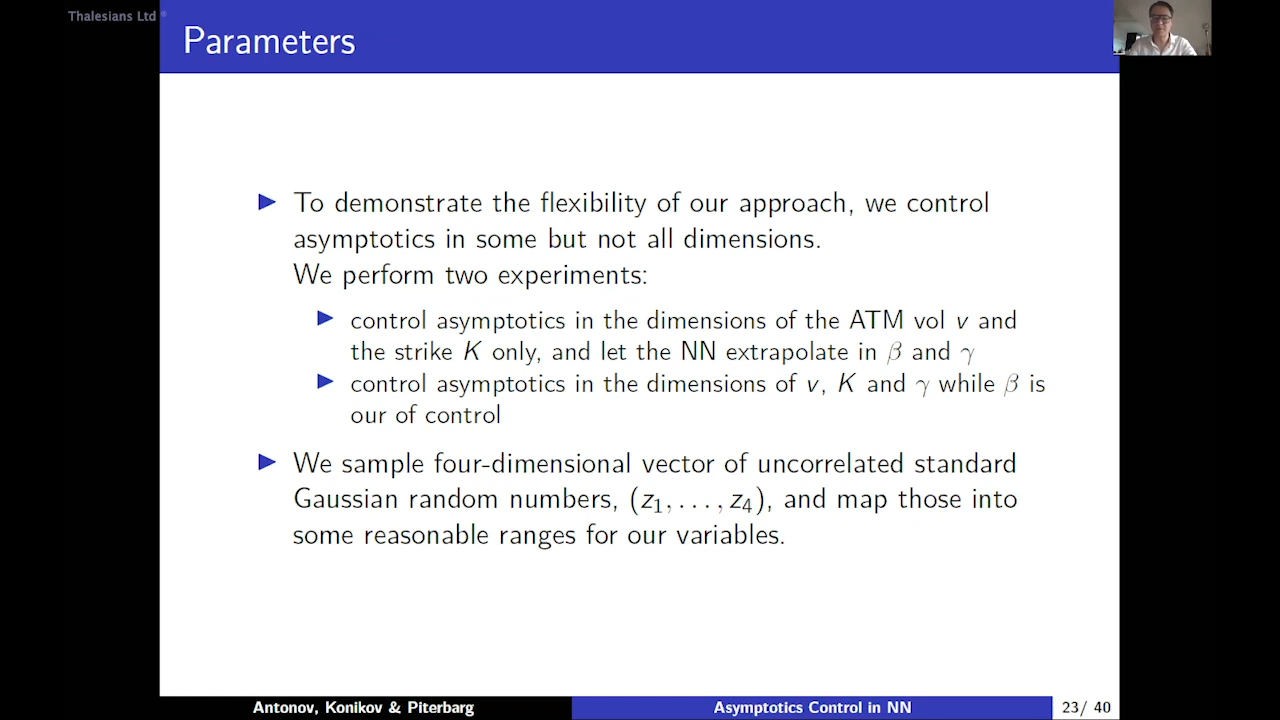 Thalesians Ltd ®
Parameters
▶ To demonstrate the flexibility of our approach, we control
asymptotics in some but not all dimensions.
We perform two experiments:
▶ control asymptotics in the dimensions of the ATM vol v and
the strike K only, and let the NN extrapolate in β and γ
▶ control asymptotics in the dimensions of v, K and γ while β is
our of control
▶ We sample four-dimensional vector of uncorrelated standard
Gaussian random numbers, (z₁, . . . , z₄), and map those into
some reasonable ranges for our variables.
Antonov, Konikov & Piterbarg
Asymptotics Control in NN
23/ 40